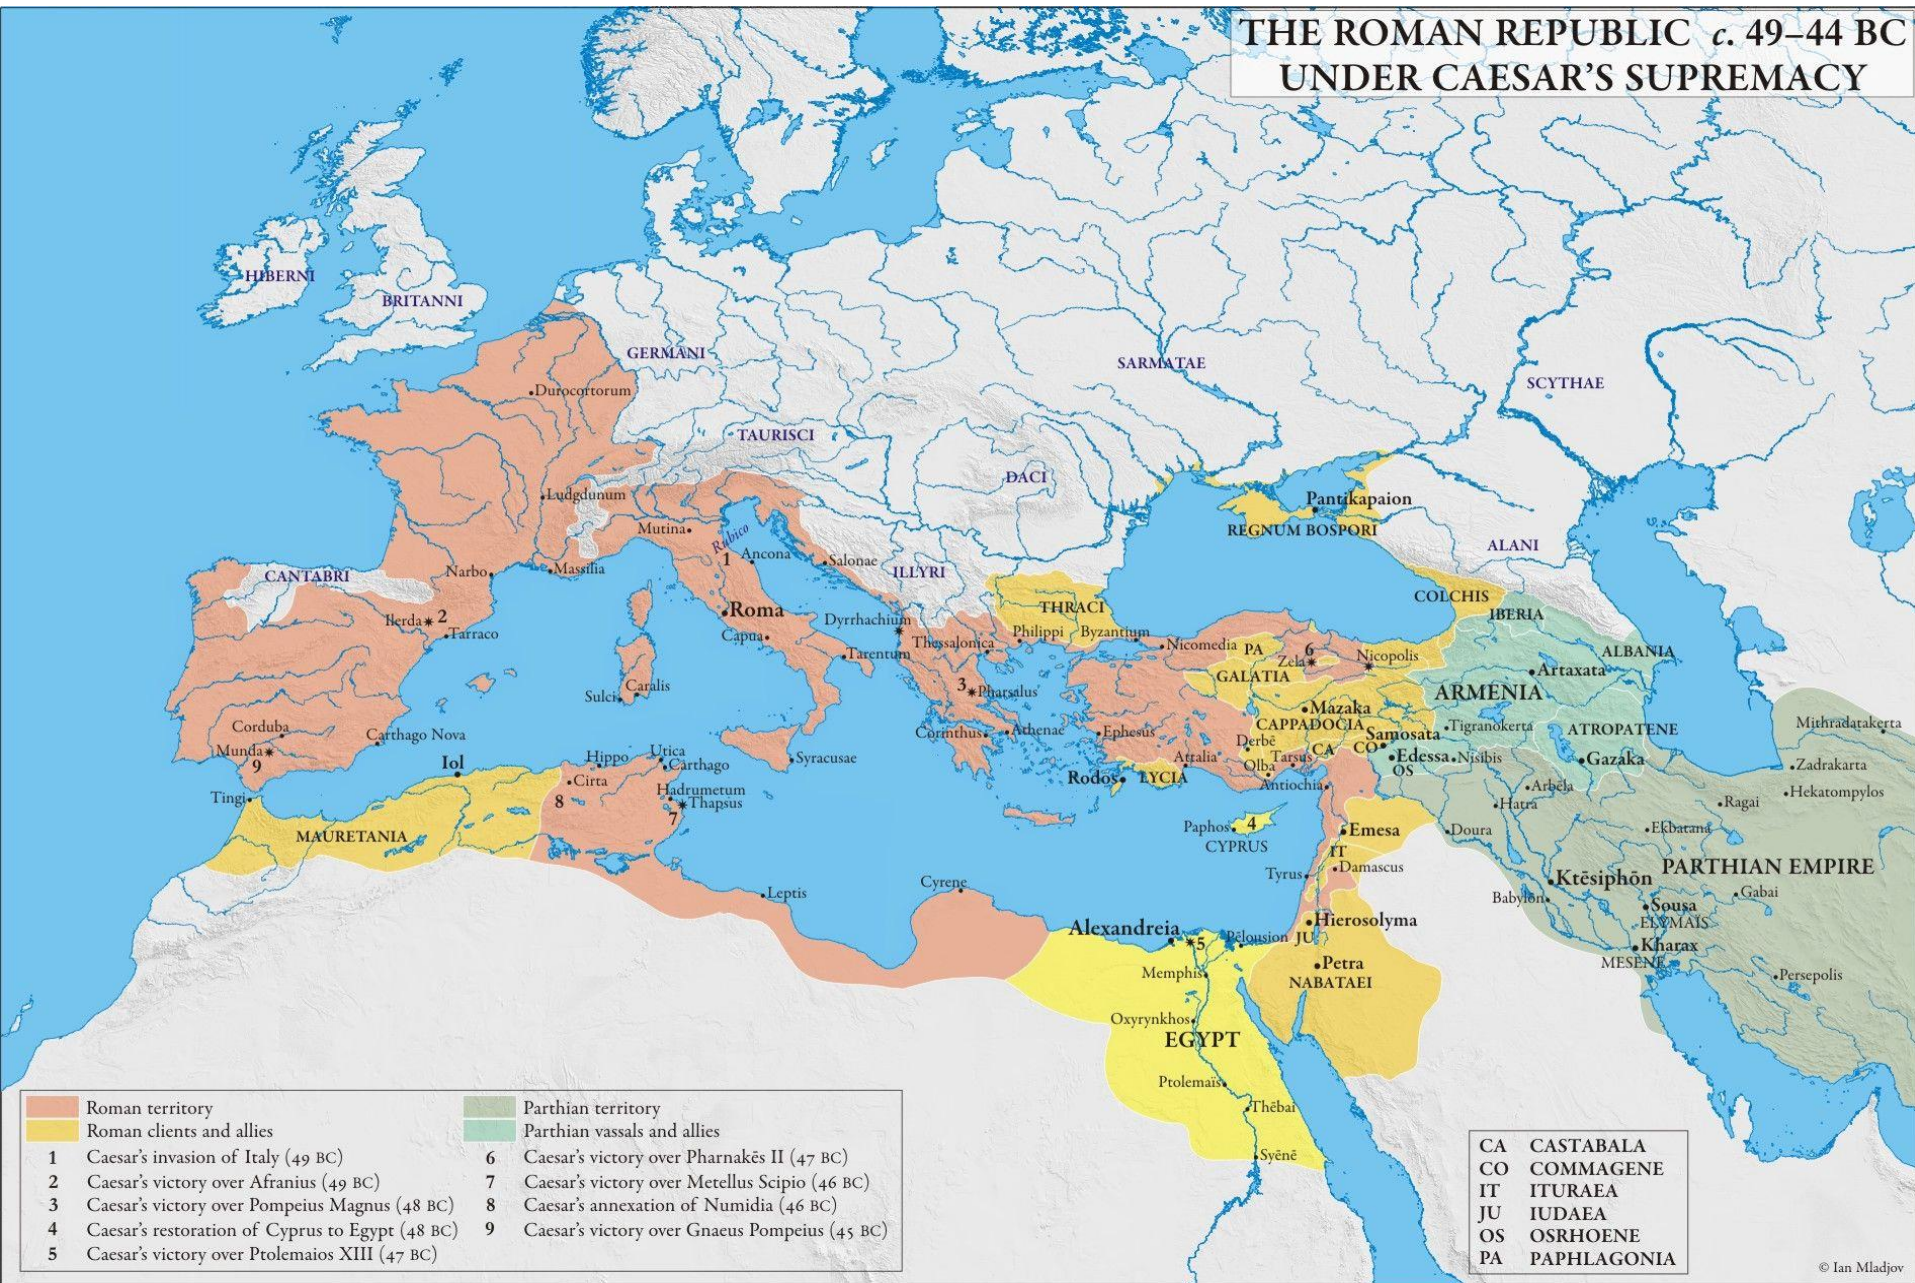 THE ROMAN REPUBLIC c. 49–44 BC
UNDER CAESAR'S SUPREMACY
HIBERNI
BRITANNI
GERMANI
SARMATAE
SCYTHAE
Durocortorum
TAURISCI
DACI
Ludgdunum
Pantikapaion
REGNUM BOSPORI
Mutina
Rubico
1
Ancona
Salonae
ALANI
CANTABRI
Narbo
Massilia
ILLYRI
COLCHIS
IBERIA
Ilerda
2
Tarraco
Roma
Capua
Tarentum
Dyrrhachium
THRACI
Thessalonica
Philippi
Byzantium
Nicomedia
PA
6
Zela
Nicopolis
ALBANIA
Artaxata
GALATIA
ARMENIA
Sulci
Caralis
3
Pharsalus
Mazaka
CAPPADOCIA
Samosata
Tigranokerta
ATROPATENE
Mithradatakerta
Corduba
Munda
9
Carthago Nova
Corinthus
Athenae
Ephesus
Derbē
CA
CO
Edessa
OS
Nisibis
Gazaka
Iol
Hippo
Utica
Carthago
Syracusae
Attalia
Olba
Tarsus
Zadrakarta
Tingi
Cirta
8
Hadrumetum
Thapsus
7
Rodos
LYCIA
Antiochia
Arbēla
Hatra
Ragai
Hekatompylos
MAURETANIA
Paphos
4
CYPRUS
Emesa
Doura
Ekbatana
IT
Damascus
Tyrus
PARTHIAN EMPIRE
Leptis
Cyrene
Ktēsiphōn
Babylōn
Gabai
Sousa
ELYMAÏS
Alexandreia
5
Pēlousion
JU
Hierosolyma
Kharax
MESENE
Persepolis
Memphis
Petra
NABATAEI
Oxyrynkhos
EGYPT
Ptolemaïs
Thēbai
Syēnē
Roman territory
Roman clients and allies
1 Caesar's invasion of Italy (49 BC)
2 Caesar's victory over Afranius (49 BC)
3 Caesar's victory over Pompeius Magnus (48 BC)
4 Caesar's restoration of Cyprus to Egypt (48 BC)
5 Caesar's victory over Ptolemaios XIII (47 BC)
Parthian territory
Parthian vassals and allies
6 Caesar's victory over Pharnakēs II (47 BC)
7 Caesar's victory over Metellus Scipio (46 BC)
8 Caesar's annexation of Numidia (46 BC)
9 Caesar's victory over Gnaeus Pompeius (45 BC)
CA CASTABALA
CO COMMAGENE
IT ITURAEA
JU IUDAEA
OS OSRHOENE
PA PAPHLAGONIA
© Ian Mladjov